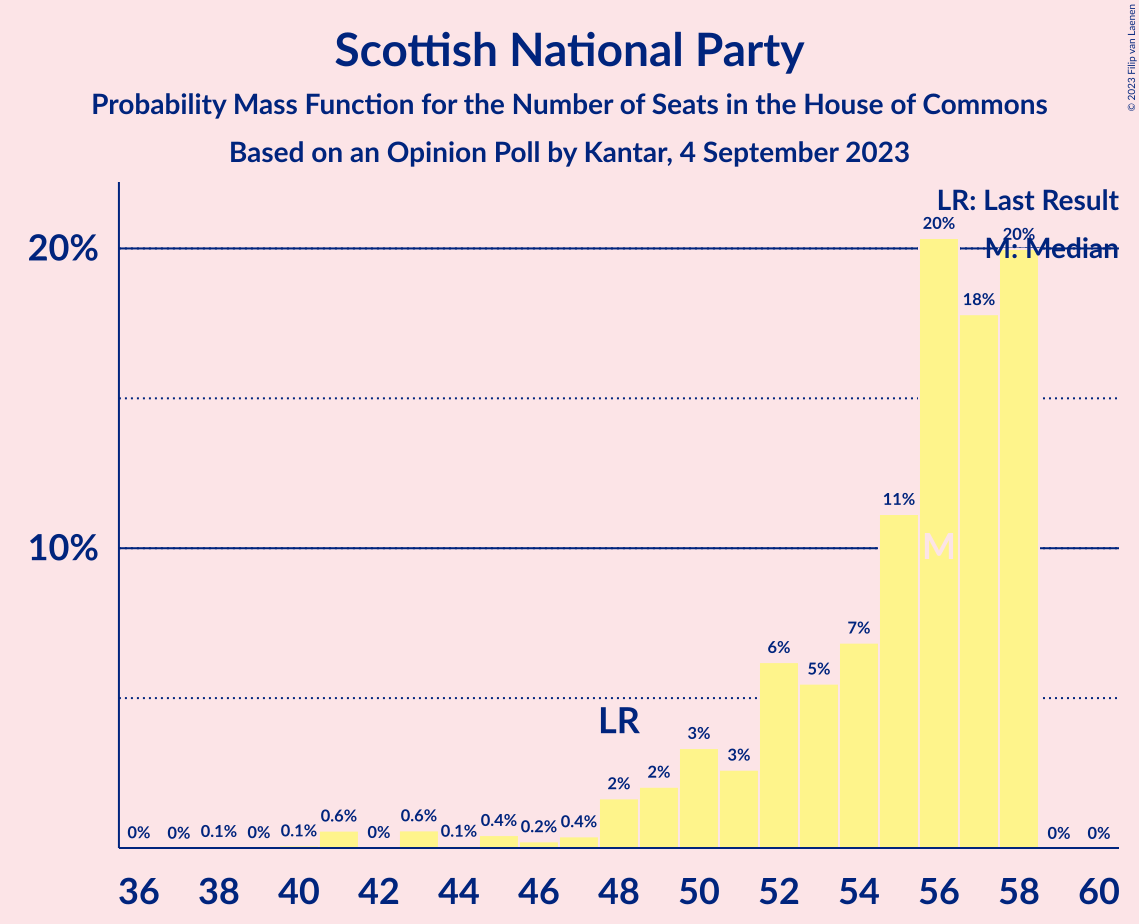 Scottish National Party
Probability Mass Function for the Number of Seats in the House of Commons
Based on an Opinion Poll by Kantar, 4 September 2023
© 2023 Filip van Laenen
LR: Last Result
M: Median
20%
10%
0% 0% 0.1% 0% 0.1% 0.6% 0% 0.6% 0.1% 0.4% 0.2% 0.4% 2% 2% 3% 3% 6% 5% 7% 11% 20% 18% 20% 0% 0%
LR
M
36 38 40 42 44 46 48 50 52 54 56 58 60